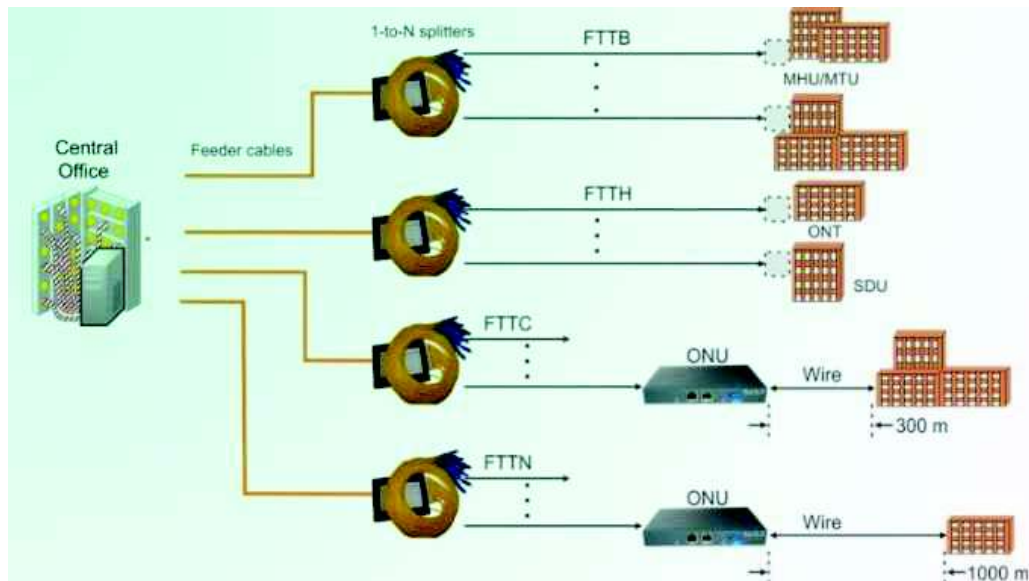 1-to-N splitters
FTTB
MHU/MTU
Central
Office
Feeder cables
FTTH
ONT
SDU
FTTC
ONU
Wire
300 m
FTTN
ONU
Wire
1000 m